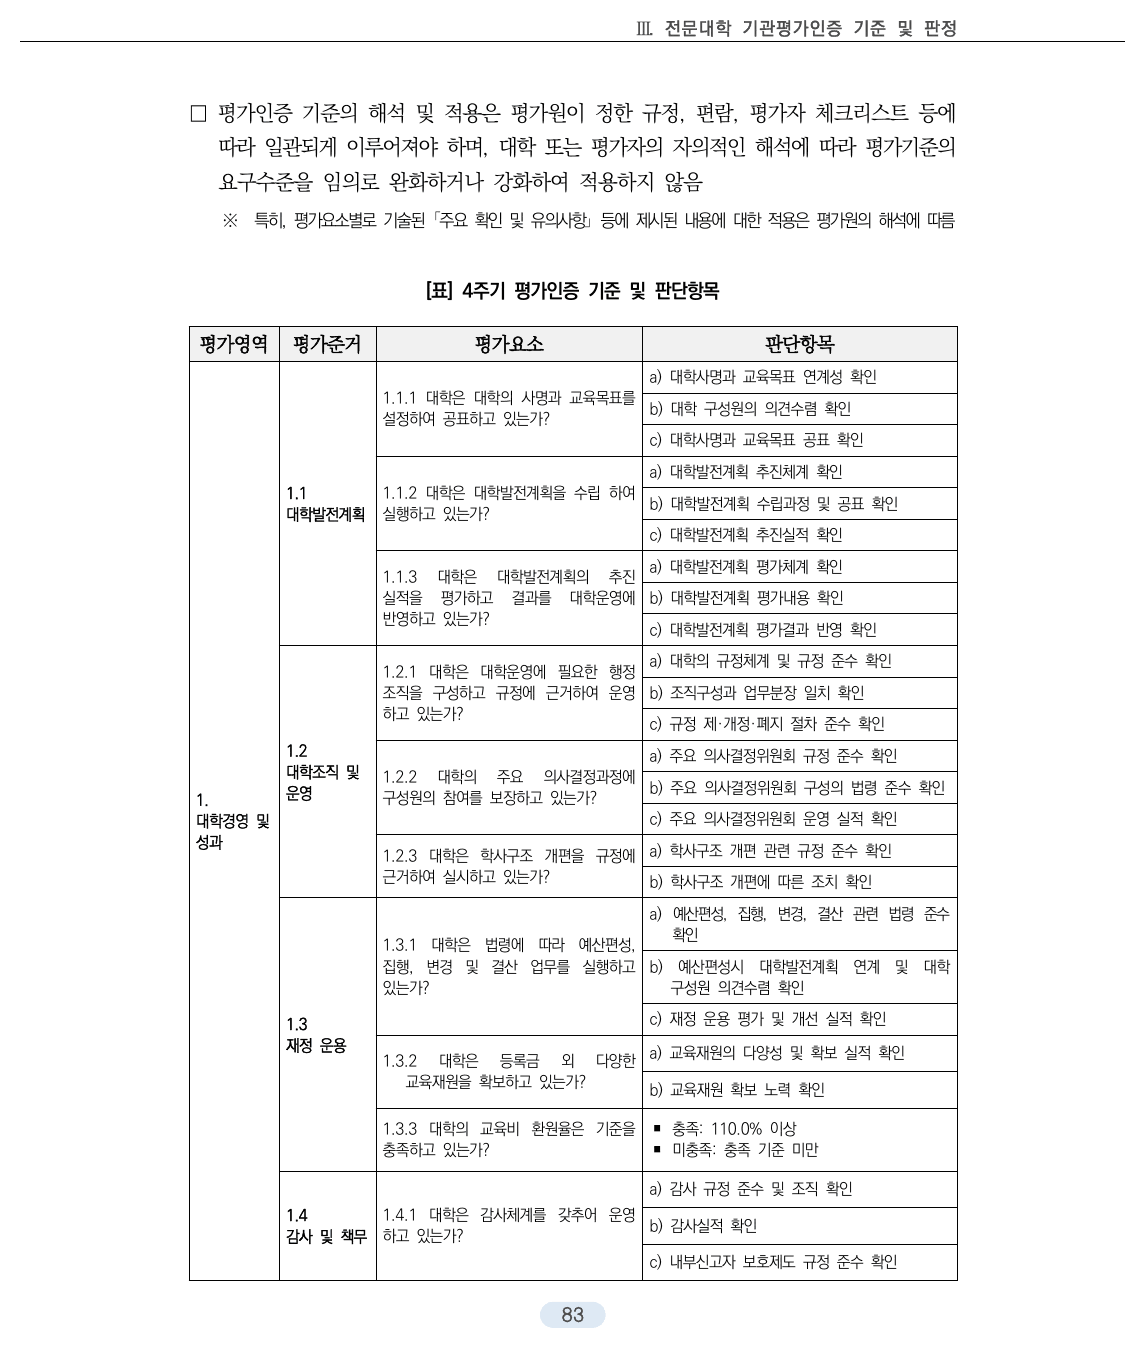 Ⅲ. 전문대학 기관평가인증 기준 및 판정
□ 평가인증 기준의 해석 및 적용은 평가원이 정한 규정, 편람, 평가자 체크리스트 등에
따라 일관되게 이루어져야 하며, 대학 또는 평가자의 자의적인 해석에 따라 평가기준의
요구수준을 임의로 완화하거나 강화하여 적용하지 않음
※ 특히, 평가요소별로 기술된「주요 확인 및 유의사항」등에 제시된 내용에 대한 적용은 평가원의 해석에 따름
[표] 4주기 평가인증 기준 및 판단항목
평가영역 평가준거 평가요소 판단항목
1.
대학경영 및
성과
1.1
대학발전계획
1.1.1 대학은 대학의 사명과 교육목표를
설정하여 공표하고 있는가?
a) 대학사명과 교육목표 연계성 확인
b) 대학 구성원의 의견수렴 확인
c) 대학사명과 교육목표 공표 확인
1.1.2 대학은 대학발전계획을 수립 하여
실행하고 있는가?
a) 대학발전계획 추진체계 확인
b) 대학발전계획 수립과정 및 공표 확인
c) 대학발전계획 추진실적 확인
1.1.3 대학은 대학발전계획의 추진
실적을 평가하고 결과를 대학운영에
반영하고 있는가?
a) 대학발전계획 평가체계 확인
b) 대학발전계획 평가내용 확인
c) 대학발전계획 평가결과 반영 확인
1.2
대학조직 및
운영
1.2.1 대학은 대학운영에 필요한 행정
조직을 구성하고 규정에 근거하여 운영
하고 있는가?
a) 대학의 규정체계 및 규정 준수 확인
b) 조직구성과 업무분장 일치 확인
c) 규정 제·개정·폐지 절차 준수 확인
1.2.2 대학의 주요 의사결정과정에
구성원의 참여를 보장하고 있는가?
a) 주요 의사결정위원회 규정 준수 확인
b) 주요 의사결정위원회 구성의 법령 준수 확인
c) 주요 의사결정위원회 운영 실적 확인
1.2.3 대학은 학사구조 개편을 규정에
근거하여 실시하고 있는가?
a) 학사구조 개편 관련 규정 준수 확인
b) 학사구조 개편에 따른 조치 확인
1.3
재정 운용
1.3.1 대학은 법령에 따라 예산편성,
집행, 변경 및 결산 업무를 실행하고
있는가?
a) 예산편성, 집행, 변경, 결산 관련 법령 준수
확인
b) 예산편성시 대학발전계획 연계 및 대학
구성원 의견수렴 확인
c) 재정 운용 평가 및 개선 실적 확인
1.3.2 대학은 등록금 외 다양한
교육재원을 확보하고 있는가?
a) 교육재원의 다양성 및 확보 실적 확인
b) 교육재원 확보 노력 확인
1.3.3 대학의 교육비 환원율은 기준을
충족하고 있는가?
▪ 충족: 110.0% 이상
▪ 미충족: 충족 기준 미만
1.4
감사 및 책무
1.4.1 대학은 감사체계를 갖추어 운영
하고 있는가?
a) 감사 규정 준수 및 조직 확인
b) 감사실적 확인
c) 내부신고자 보호제도 규정 준수 확인
83